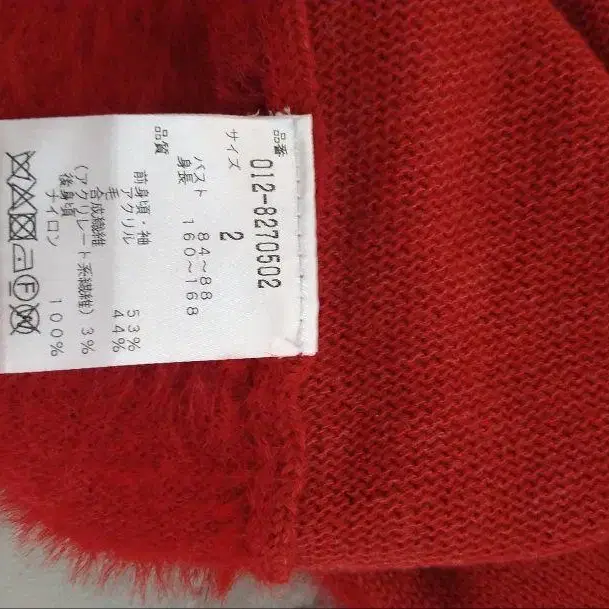 品番
012-8270502
サイズ 2
バスト 84~88
身長 160~168
品質
前身頃・袖
アクリル 53%
毛 44%
合成繊維
(アクリレート系繊維) 3%
後身頃
ナイロン 100%